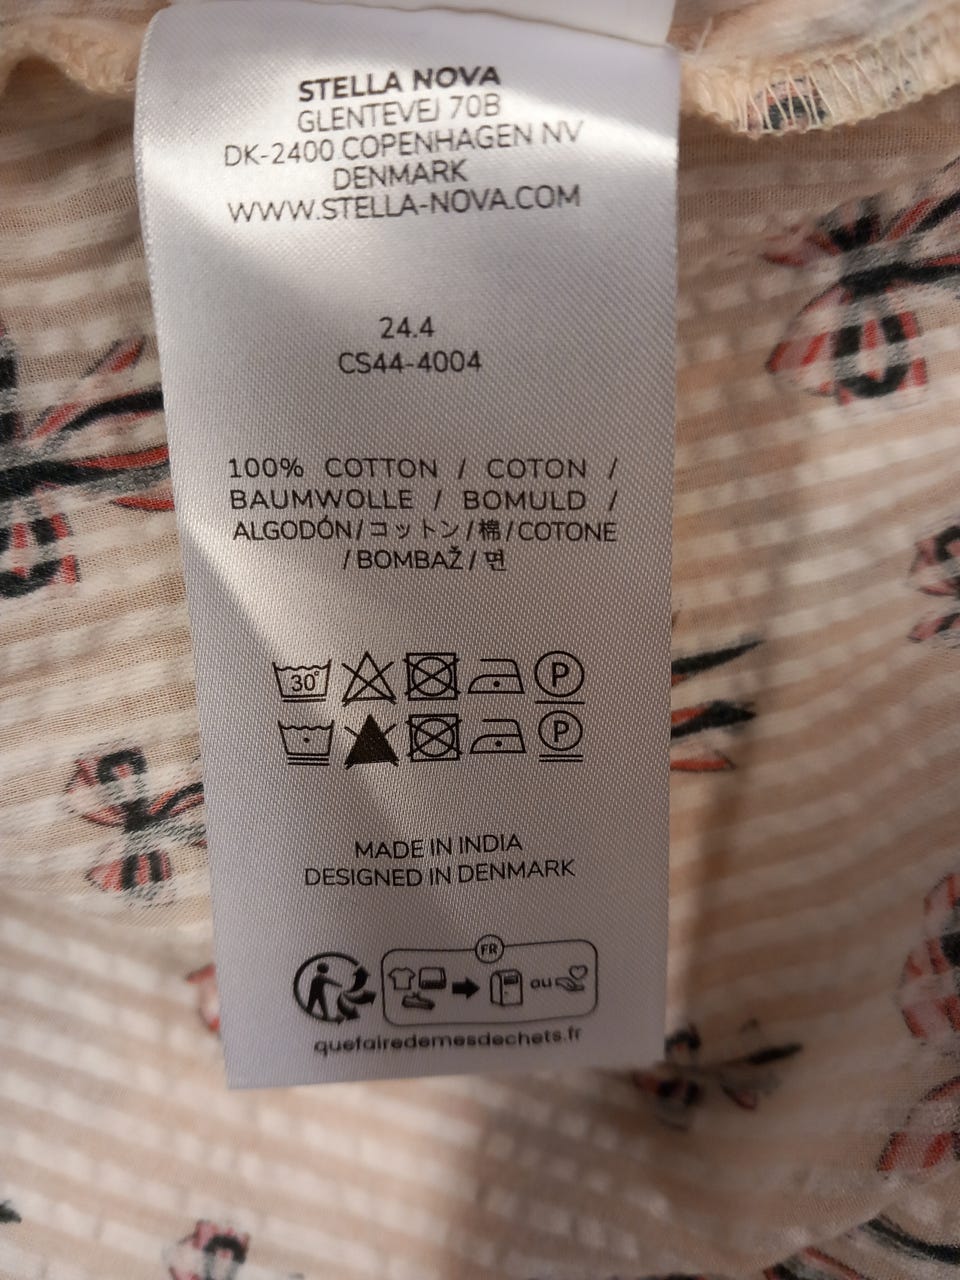 STELLA NOVA
GLENTEVEJ 70B
DK-2400 COPENHAGEN NV
DENMARK
WWW.STELLA-NOVA.COM
24.4
CS44-4004
100% COTTON / COTON /
BAUMWOLLE / BOMULD /
ALGODÓN/コットン/棉/COTONE
/BOMBAŽ/면
30°
P
P
MADE IN INDIA
DESIGNED IN DENMARK
FR
ou
quefairedemesdechets.fr